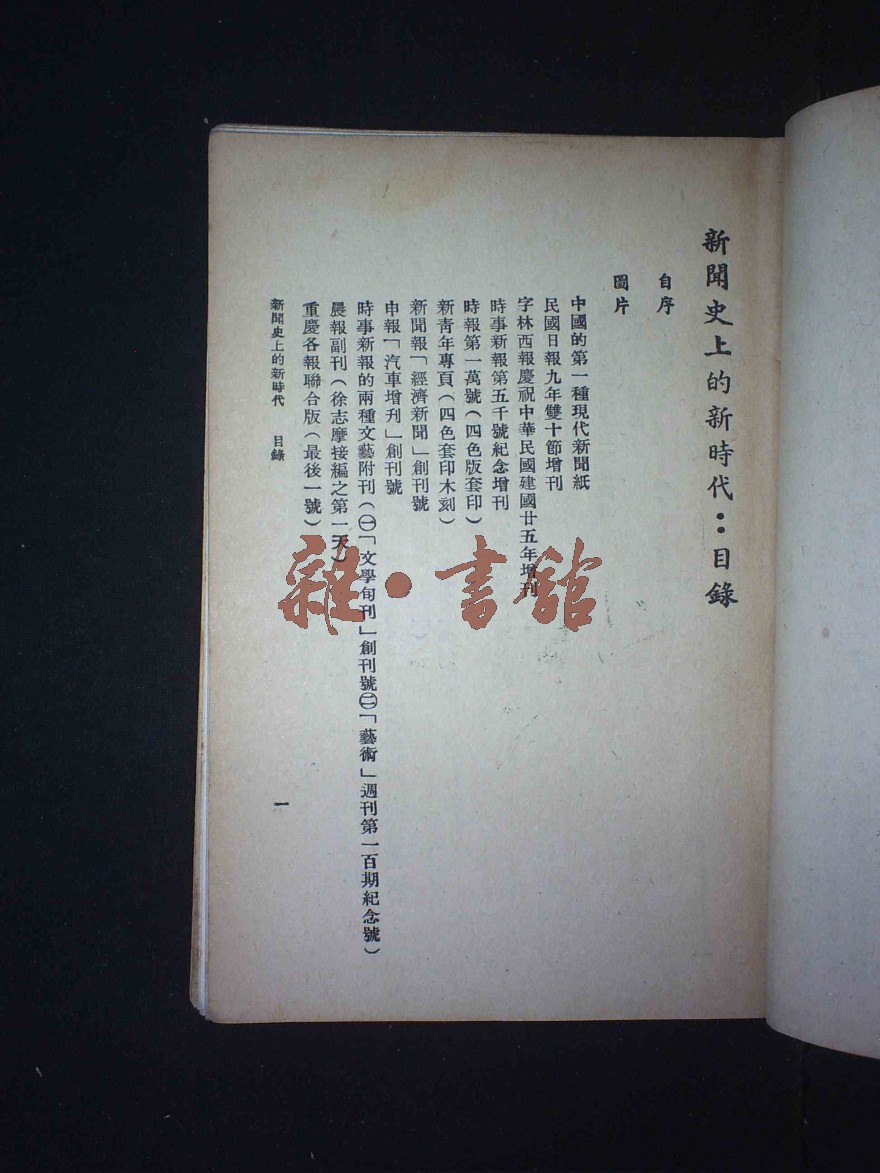 新聞史上的新時代：目錄
自序
圖片
中國的第一種現代新聞紙
民國日報九年雙十節增刊
字林西報慶祝中華民國建國廿五年增刊
時事新報第五千號紀念增刊
時報第一萬號（四色版套印）
新青年專頁（四色套印木刻）
新聞報「經濟新聞」創刊號
申報「汽車增刋」創刊號
時事新報的兩種文藝附刊（㊀「文學旬刊」創刊號㊁「藝術」週刊第一百期紀念號）
晨報副刊（徐志摩接編之第一天）
重慶各報聯合版（最後一號）
新聞史上的新時代　目錄
一
雜·書館